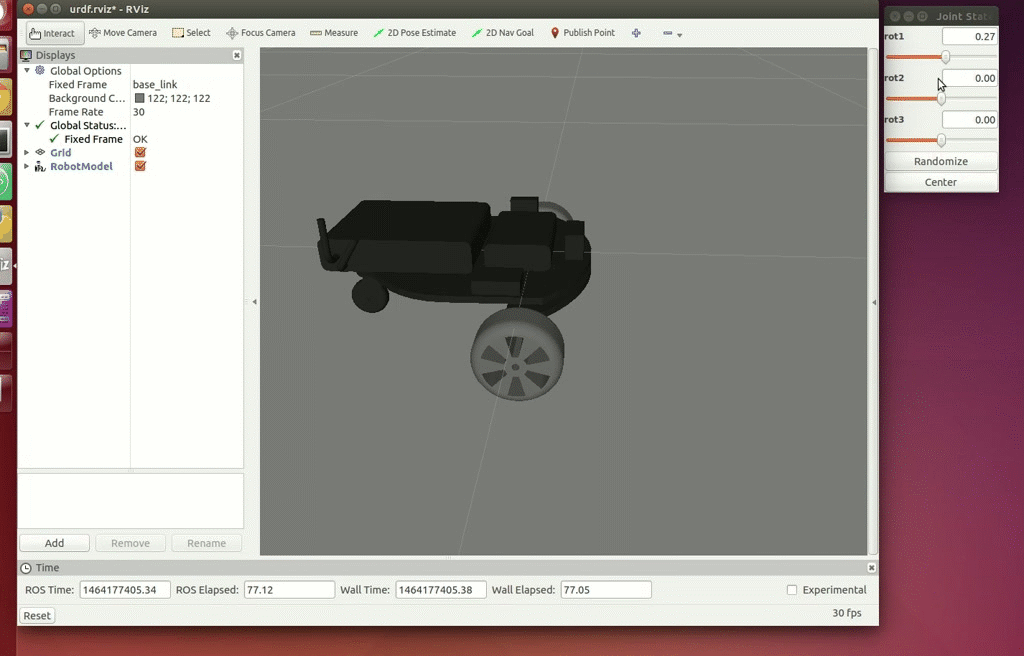 urdf.rviz* - RViz
Interact Move Camera Select Focus Camera Measure 2D Pose Estimate 2D Nav Goal Publish Point
Displays
Global Options
Fixed Frame base_link
Background C... 122; 122; 122
Frame Rate 30
Global Status:...
Fixed Frame OK
Grid
RobotModel
Add Remove Rename
Time
ROS Time: 1464177405.34 ROS Elapsed: 77.12 Wall Time: 1464177405.38 Wall Elapsed: 77.05 Experimental
Reset 30 fps
Joint State
rot1 0.27
rot2 0.00
rot3 0.00
Randomize
Center